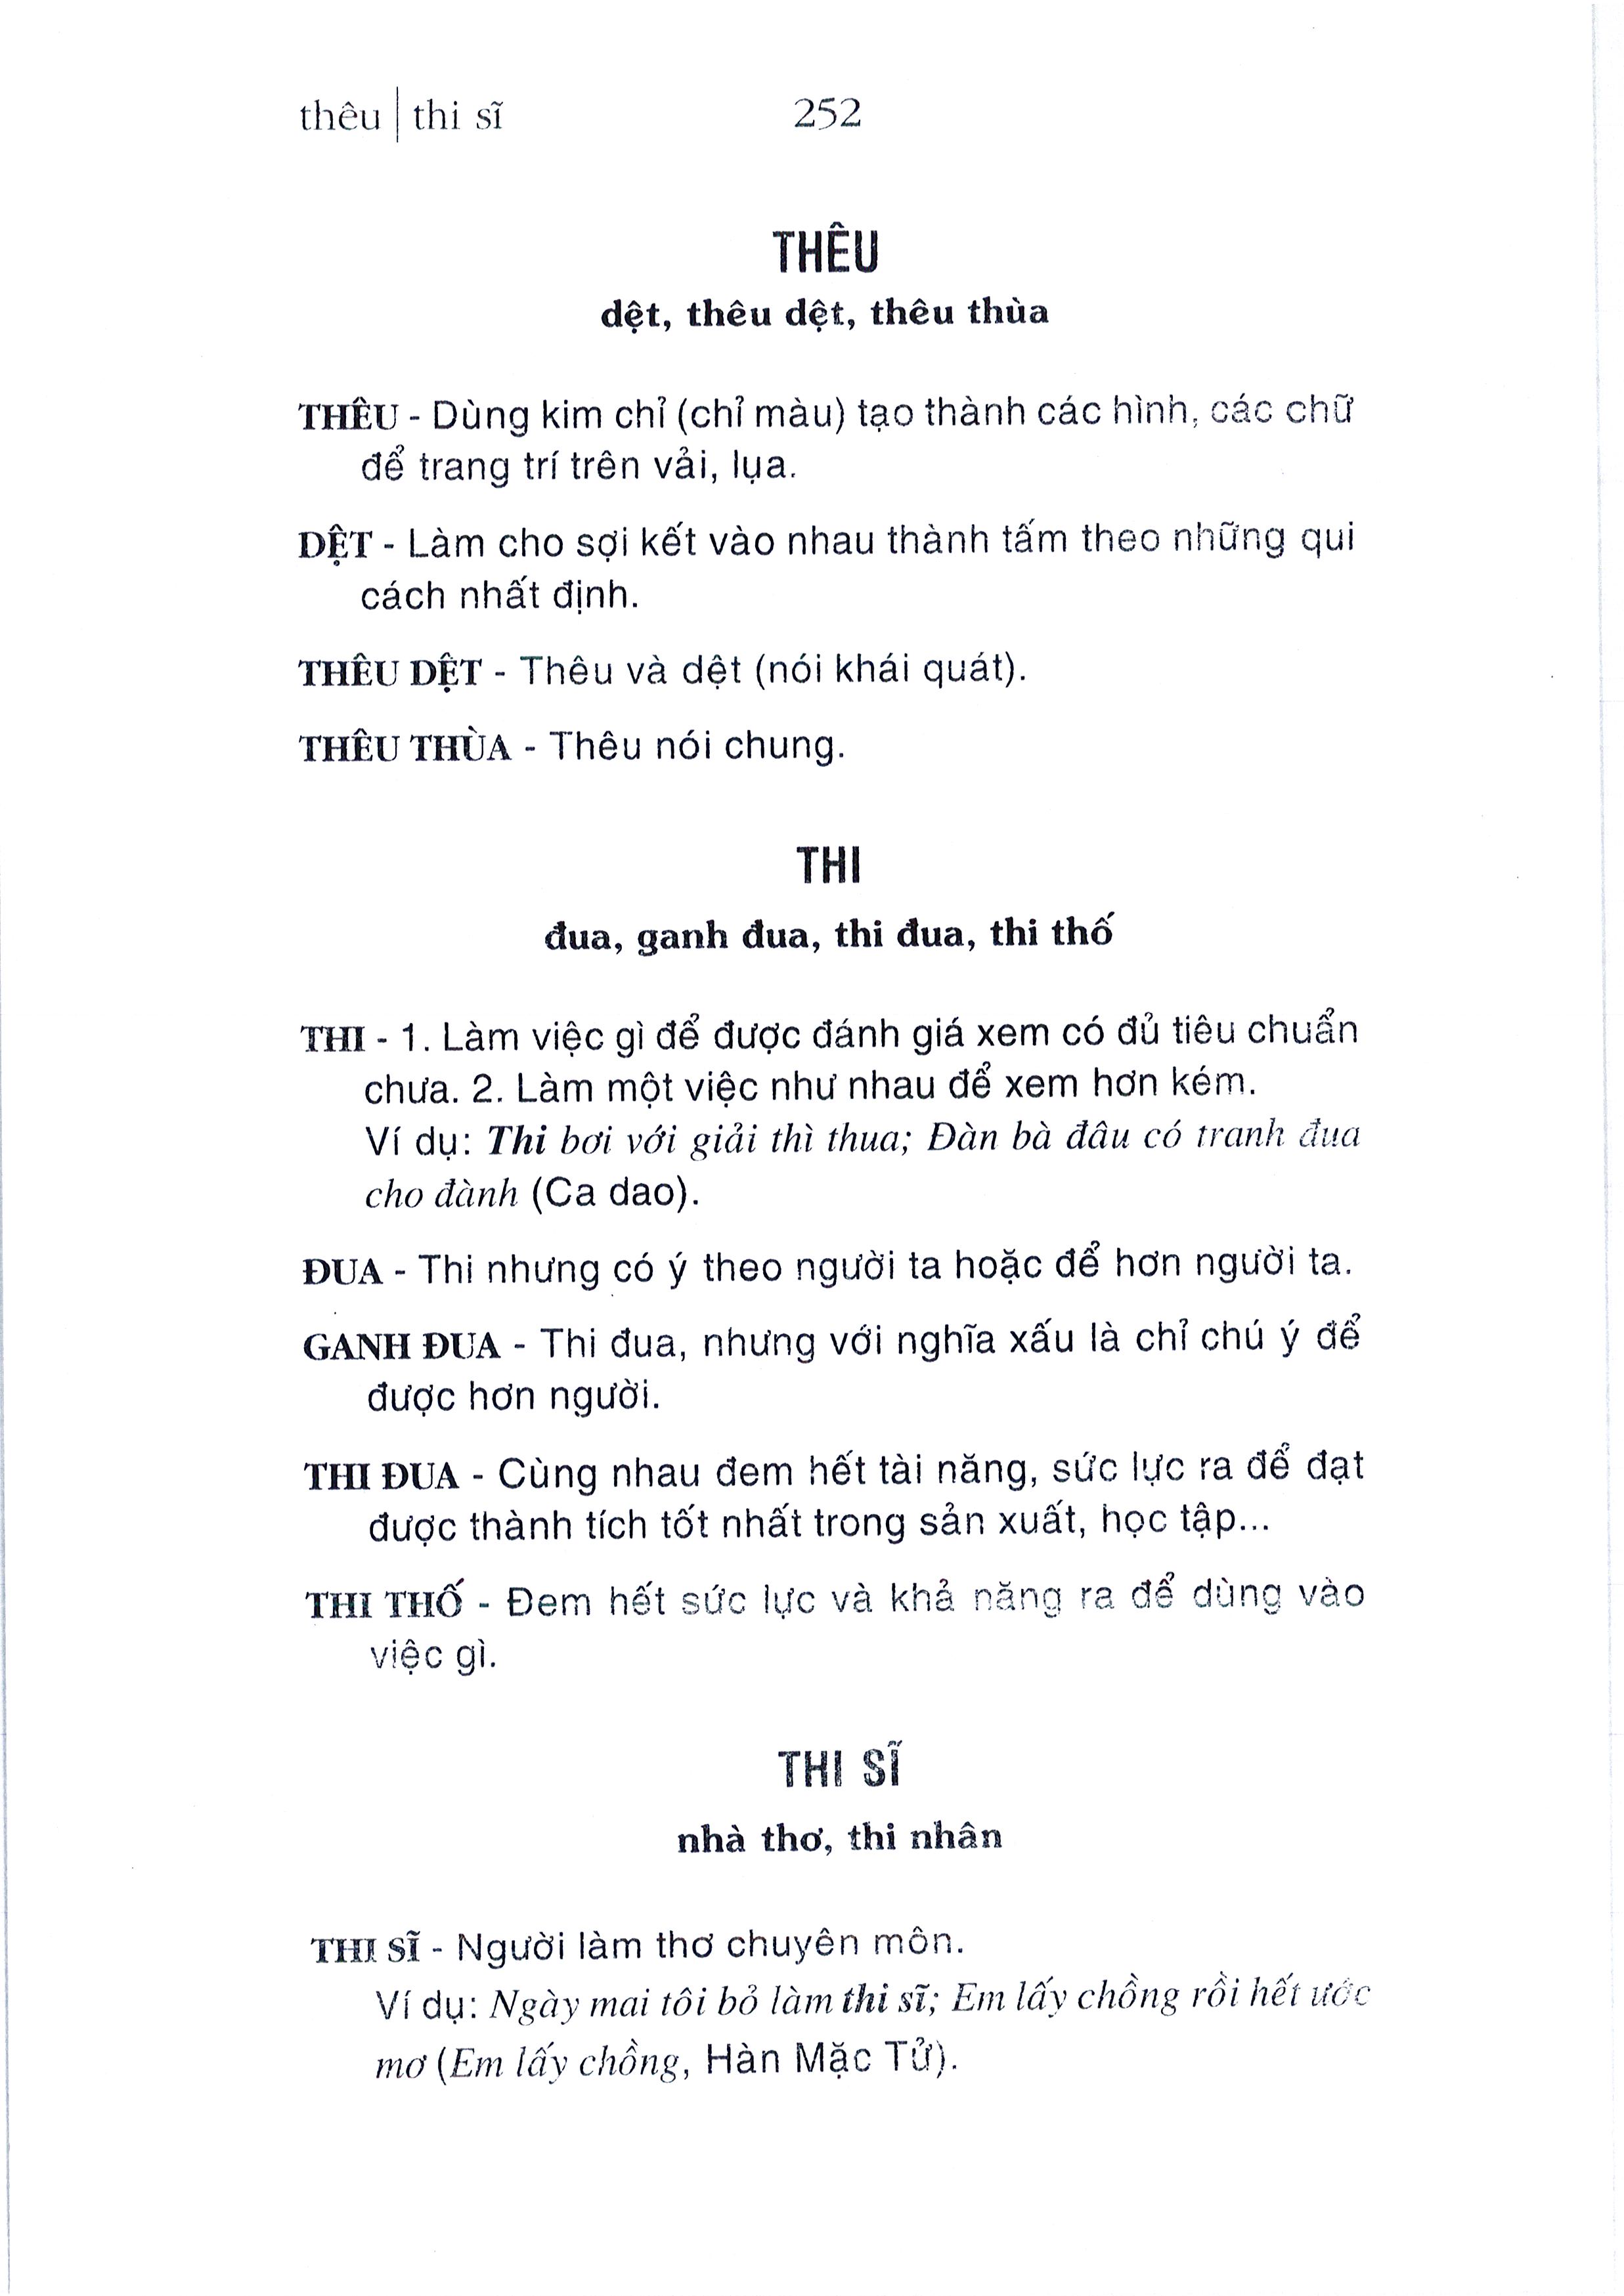 thêu | thi sĩ 252
THÊU
dệt, thêu dệt, thêu thùa
THÊU - Dùng kim chỉ (chỉ màu) tạo thành các hình, các chữ
để trang trí trên vải, lụa.
DỆT - Làm cho sợi kết vào nhau thành tấm theo những qui
cách nhất định.
THÊU DỆT - Thêu và dệt (nói khái quát).
THÊU THÙA - Thêu nói chung.
THI
đua, ganh đua, thi đua, thi thố
THI - 1. Làm việc gì để được đánh giá xem có đủ tiêu chuẩn
chưa. 2. Làm một việc như nhau để xem hơn kém.
Ví dụ: Thi bơi với giải thì thua; Đàn bà đâu có tranh đua
cho đành (Ca dao).
ĐUA - Thi nhưng có ý theo người ta hoặc để hơn người ta.
GANH ĐUA - Thi đua, nhưng với nghĩa xấu là chỉ chú ý để
được hơn người.
THI ĐUA - Cùng nhau đem hết tài năng, sức lực ra để đạt
được thành tích tốt nhất trong sản xuất, học tập...
THI THỐ - Đem hết sức lực và khả năng ra để dùng vào
việc gì.
THI SĨ
nhà thơ, thi nhân
THI SĨ - Người làm thơ chuyên môn.
Ví dụ: Ngày mai tôi bỏ làm thi sĩ; Em lấy chồng rồi hết ước
mơ (Em lấy chồng, Hàn Mặc Tử).